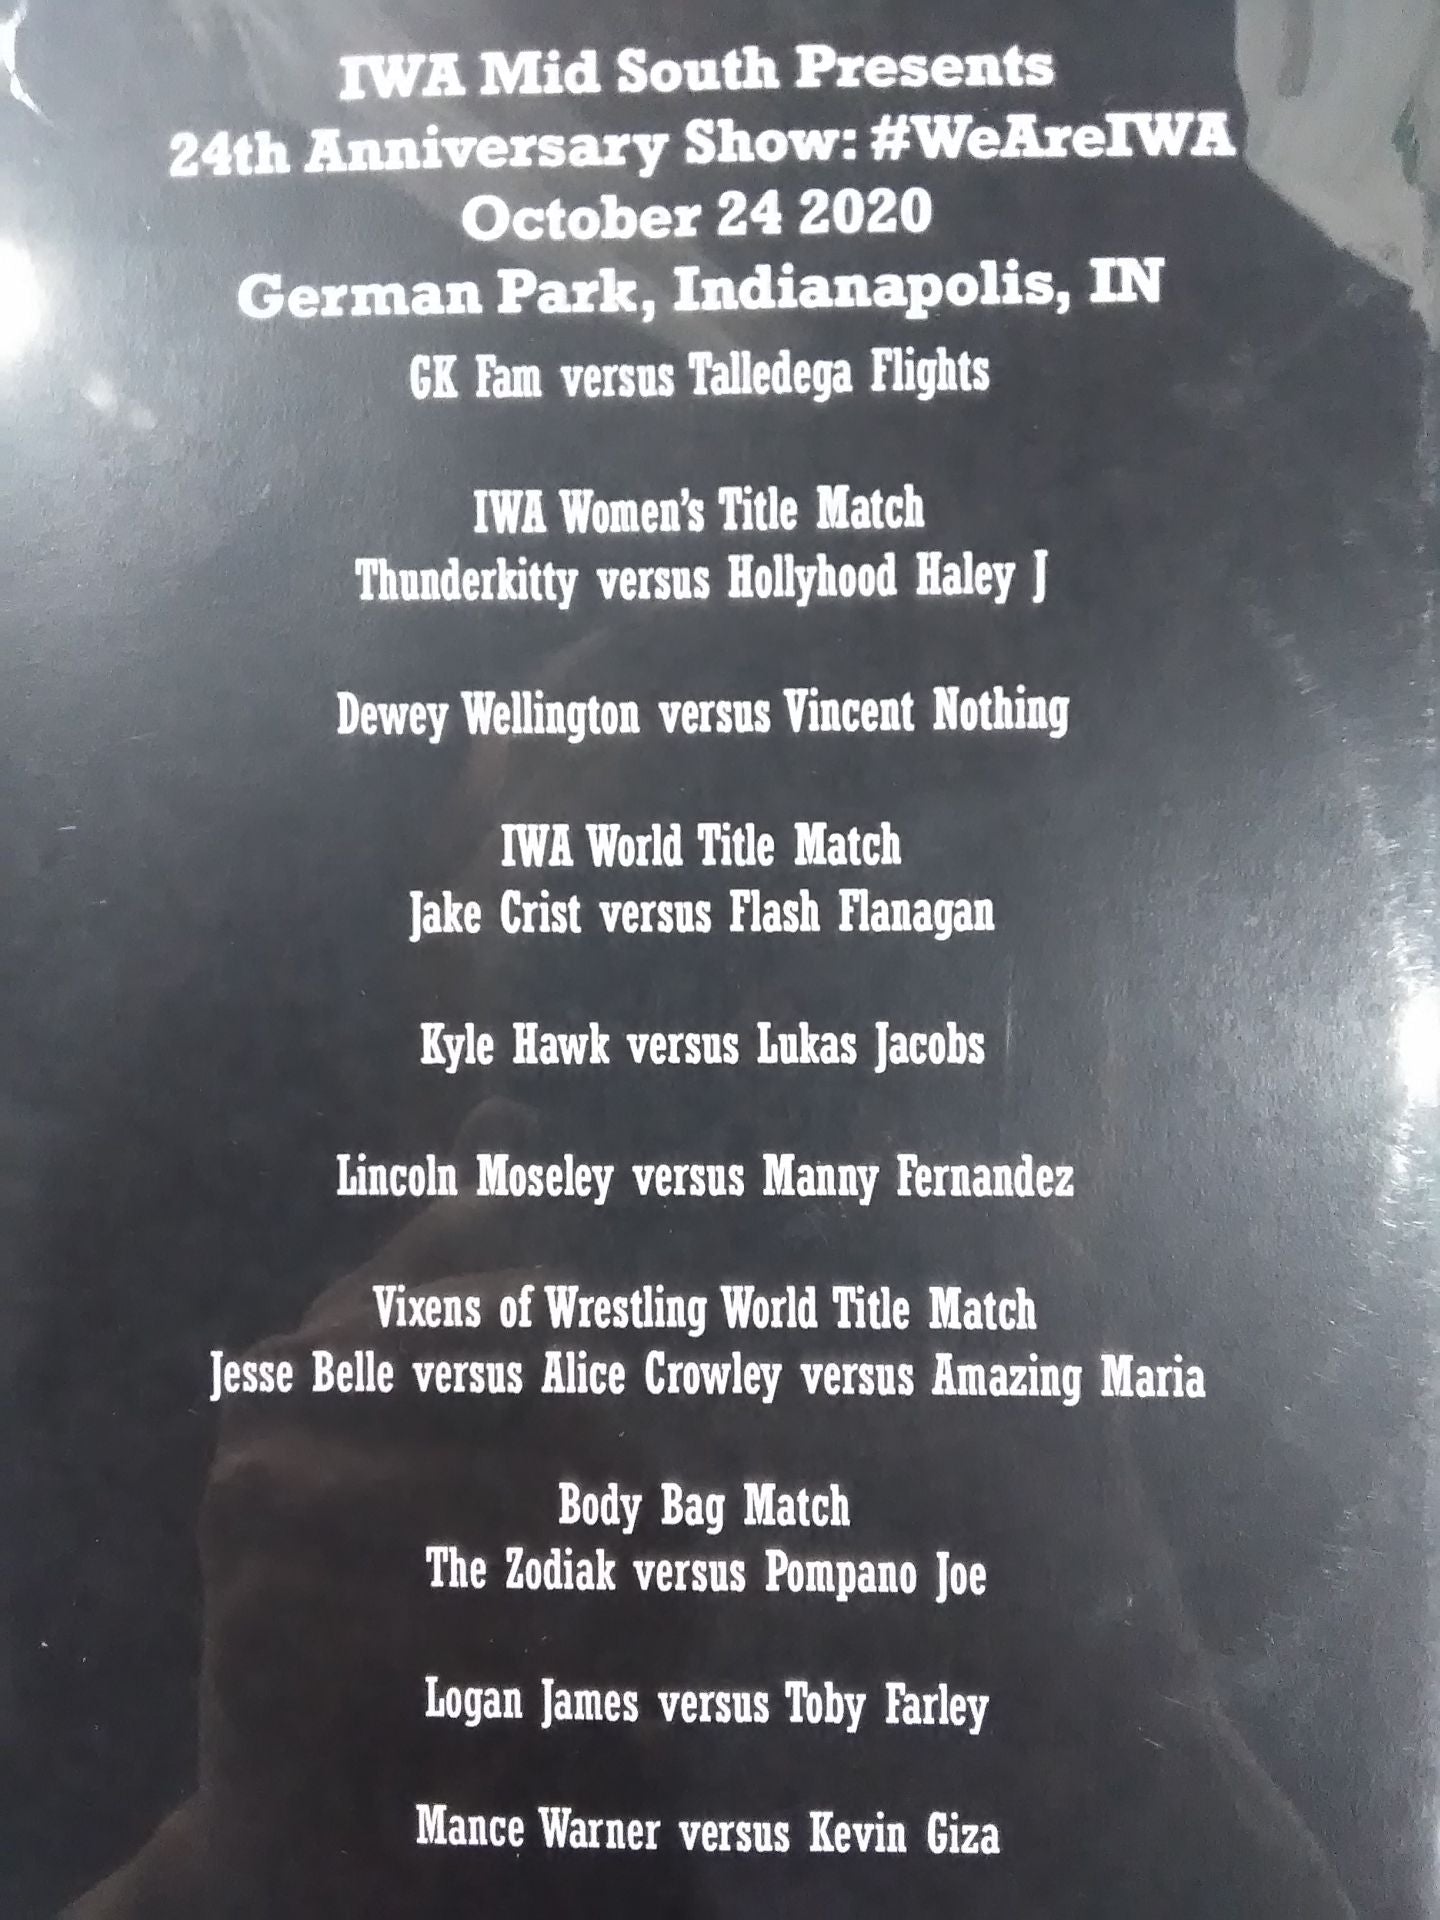 IWA Mid South Presents
24th Anniversary Show: #WeAreIWA
October 24 2020
German Park, Indianapolis, IN
GK Fam versus Talledega Flights
IWA Women's Title Match
Thunderkitty versus Hollyhood Haley J
Dewey Wellington versus Vincent Nothing
IWA World Title Match
Jake Crist versus Flash Flanagan
Kyle Hawk versus Lukas Jacobs
Lincoln Moseley versus Manny Fernandez
Vixens of Wrestling World Title Match
Jesse Belle versus Alice Crowley versus Amazing Maria
Body Bag Match
The Zodiak versus Pompano Joe
Logan James versus Toby Farley
Mance Warner versus Kevin Giza